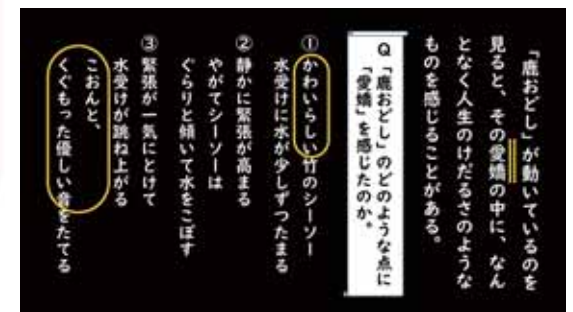 「鹿おどし」が動いているのを
見ると、その愛嬌の中に、なん
となく人生のけだるさのような
ものを感じることがある。
Q 「鹿おどし」のどのような点に
「愛嬌」を感じたのか。
①かわいらしい竹のシーソー
水受けに水が少しずつたまる
②静かに緊張が高まる
やがてシーソーは
ぐらりと傾いて水をこぼす
③緊張が一気にとけて
水受けが跳ね上がる
こおんと、
くぐもった優しい音をたてる